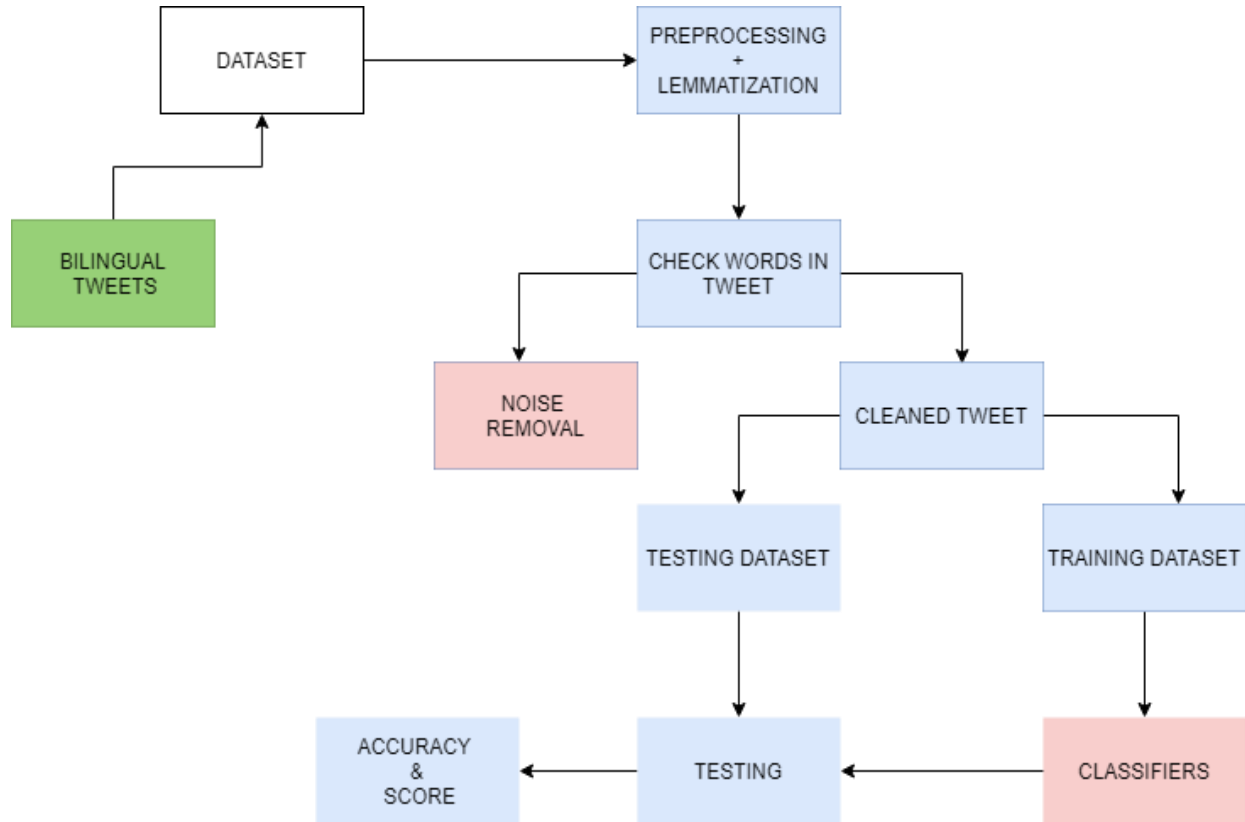 DATASET
PREPROCESSING
+
LEMMATIZATION
BILINGUAL
TWEETS
CHECK WORDS IN
TWEET
NOISE
REMOVAL
CLEANED TWEET
TESTING DATASET
TRAINING DATASET
ACCURACY
&
SCORE
TESTING
CLASSIFIERS